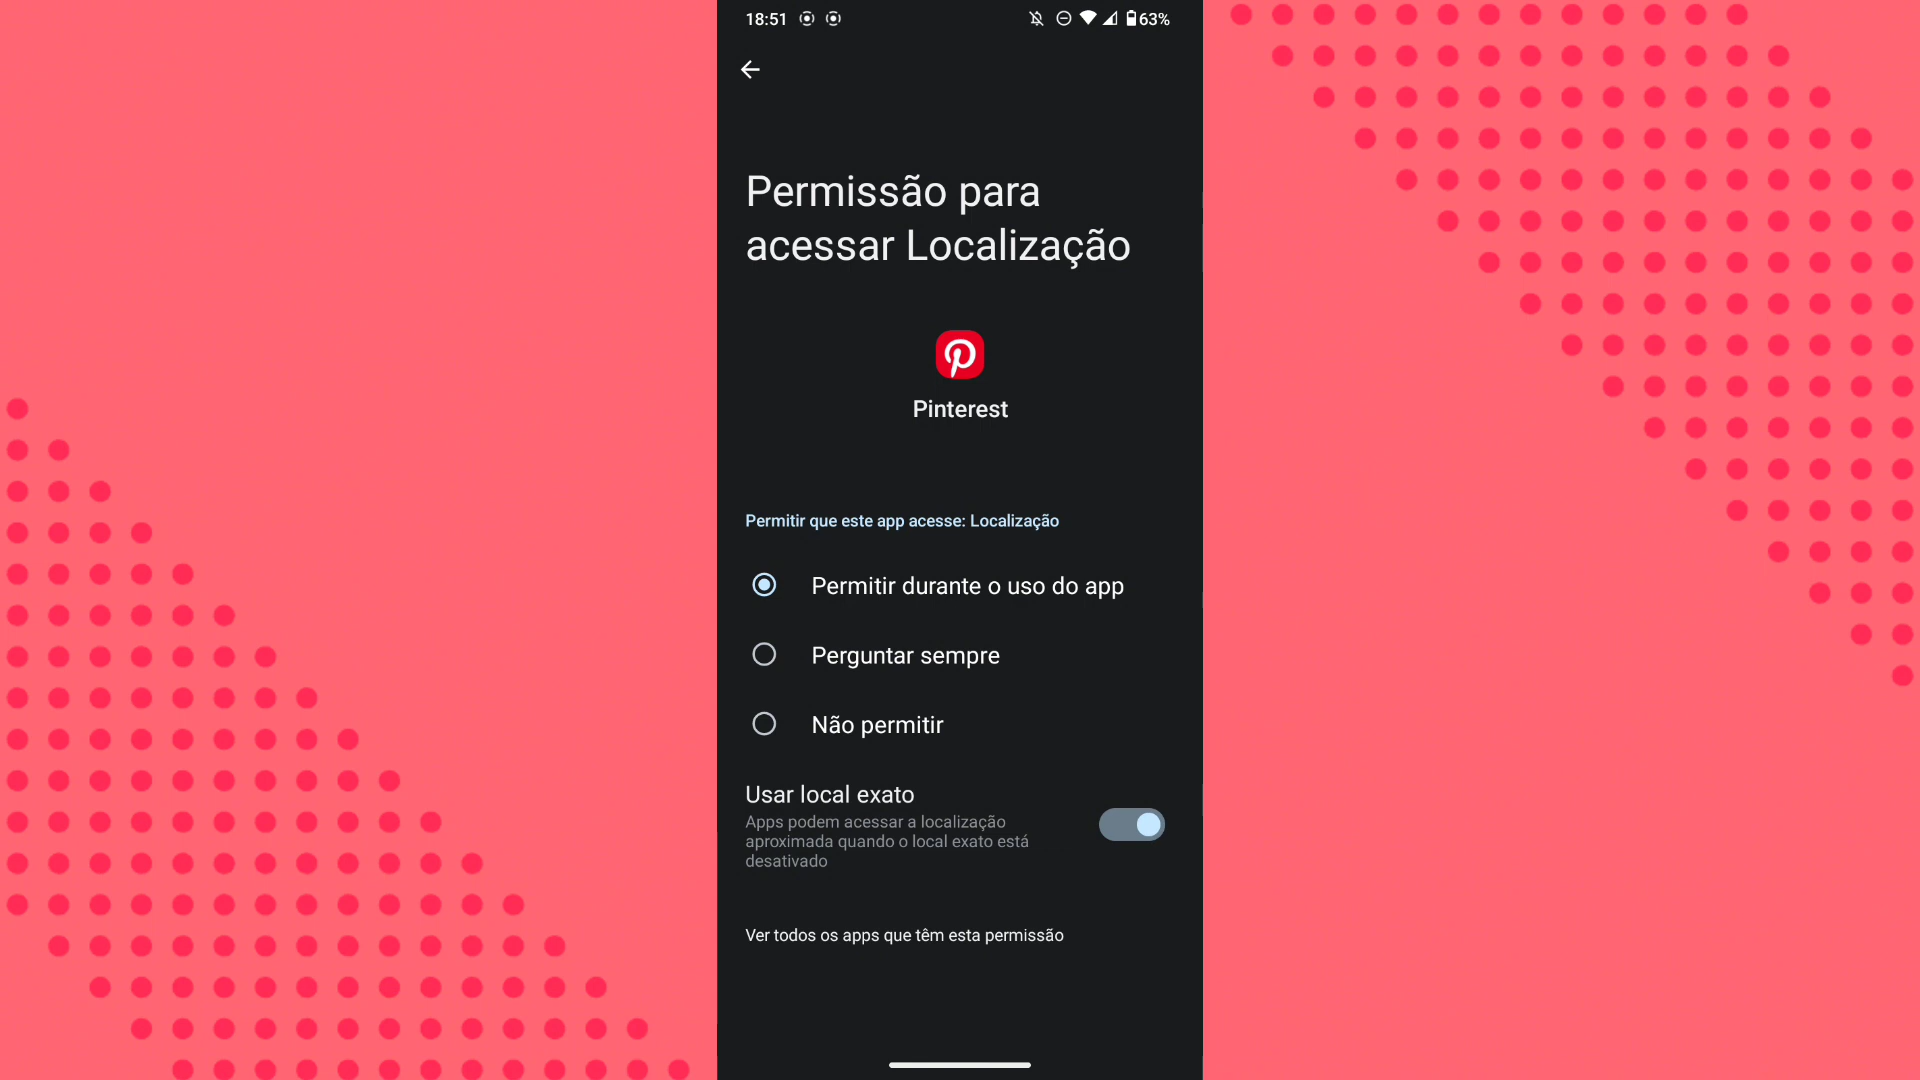 18:51
63%
Permissão para
acessar Localização
Pinterest
Permitir que este app acesse: Localização
Permitir durante o uso do app
Perguntar sempre
Não permitir
Usar local exato
Apps podem acessar a localização
aproximada quando o local exato está
desativado
Ver todos os apps que têm esta permissão